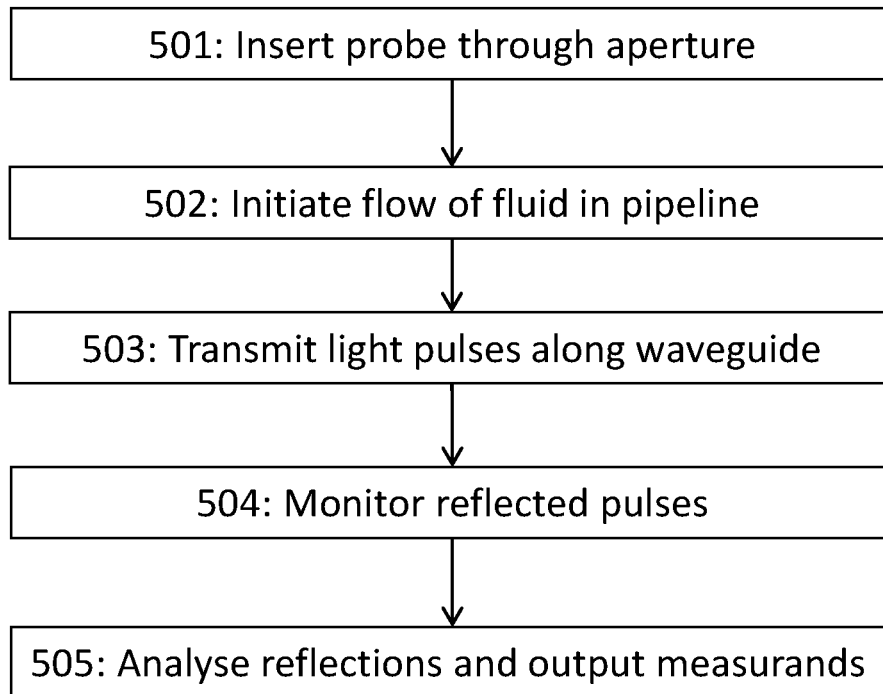 501: Insert probe through aperture
502: Initiate flow of fluid in pipeline
503: Transmit light pulses along waveguide
504: Monitor reflected pulses
505: Analyse reflections and output measurands